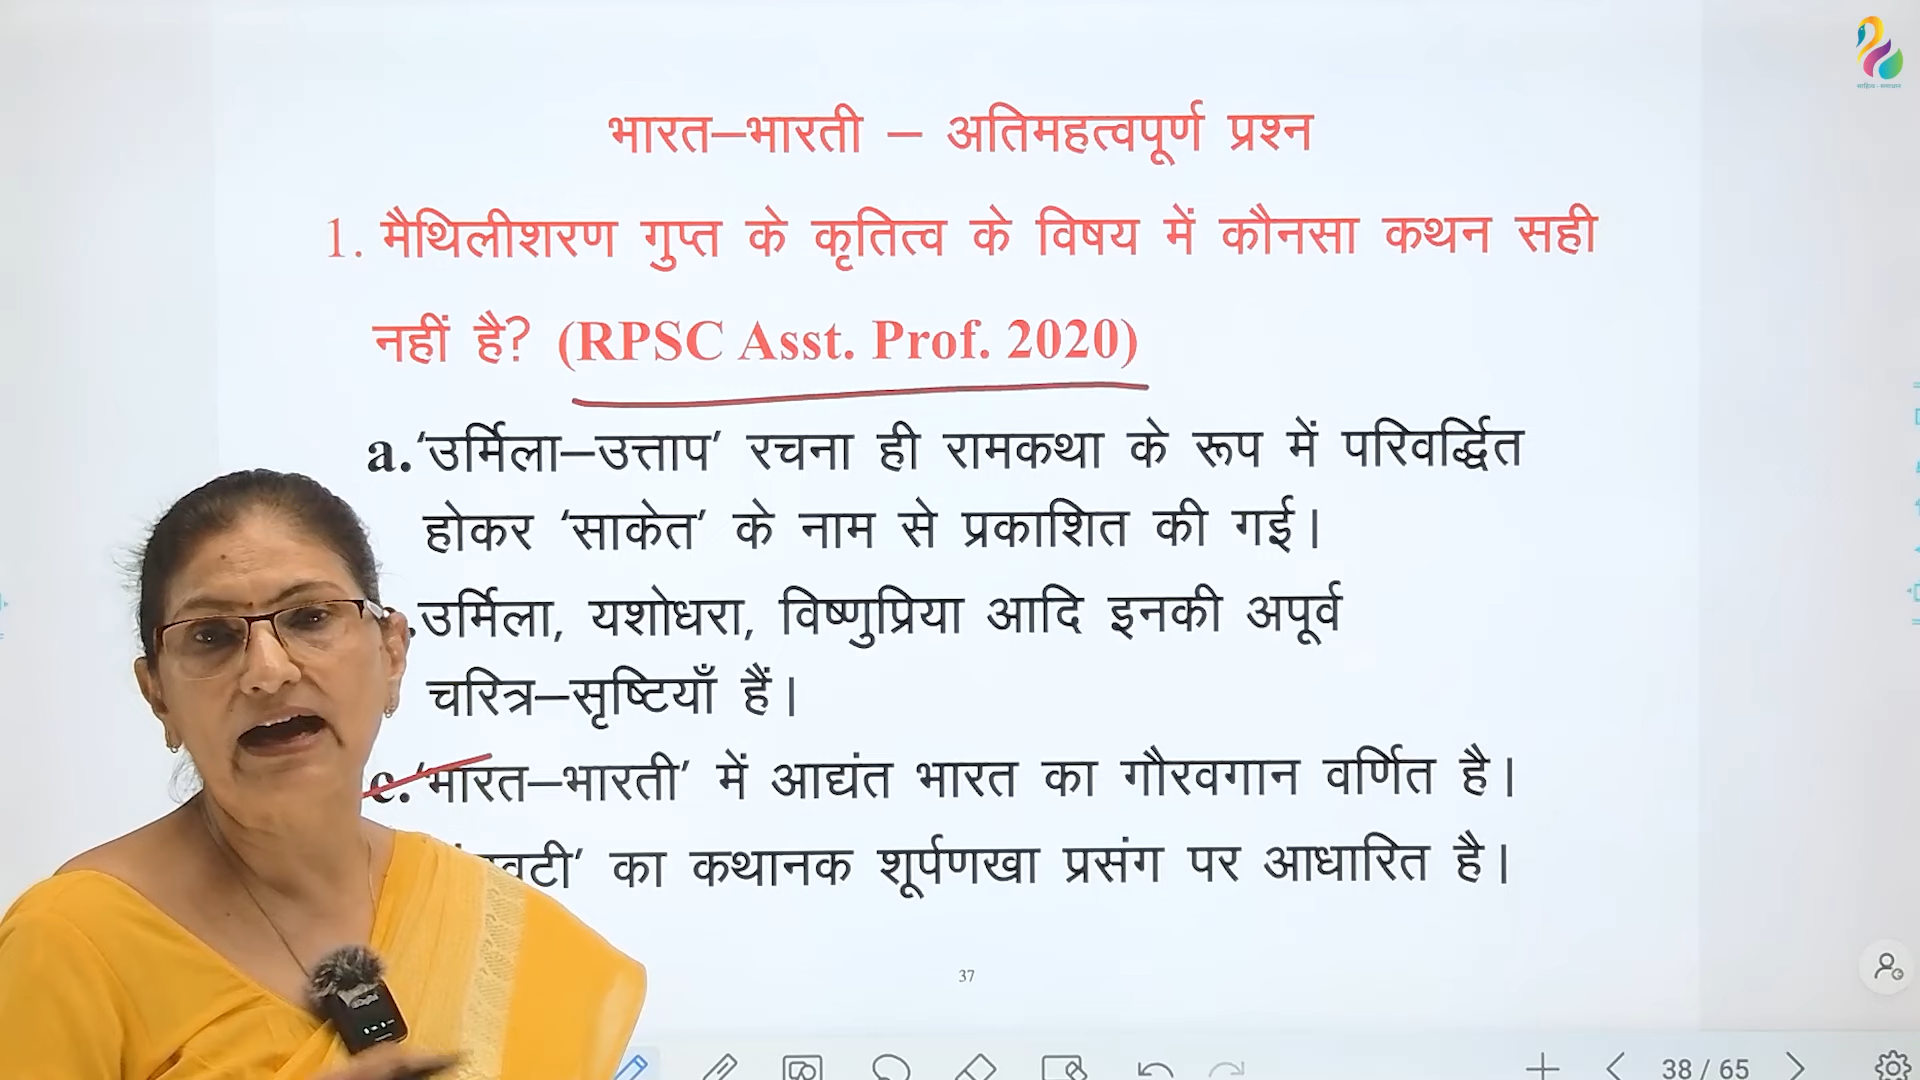 भारत–भारती – अतिमहत्वपूर्ण प्रश्न
1. मैथिलीशरण गुप्त के कृतित्व के विषय में कौनसा कथन सही
नहीं है? (RPSC Asst. Prof. 2020)
a. ‘उर्मिला–उत्ताप’ रचना ही रामकथा के रूप में परिवर्द्धित
होकर ‘साकेत’ के नाम से प्रकाशित की गई।
उर्मिला, यशोधरा, विष्णुप्रिया आदि इनकी अपूर्व
चरित्र–सृष्टियाँ हैं।
c. ‘भारत–भारती’ में आद्यंत भारत का गौरवगान वर्णित है।
का कथानक शूर्पणखा प्रसंग पर आधारित है।
37
38 / 65